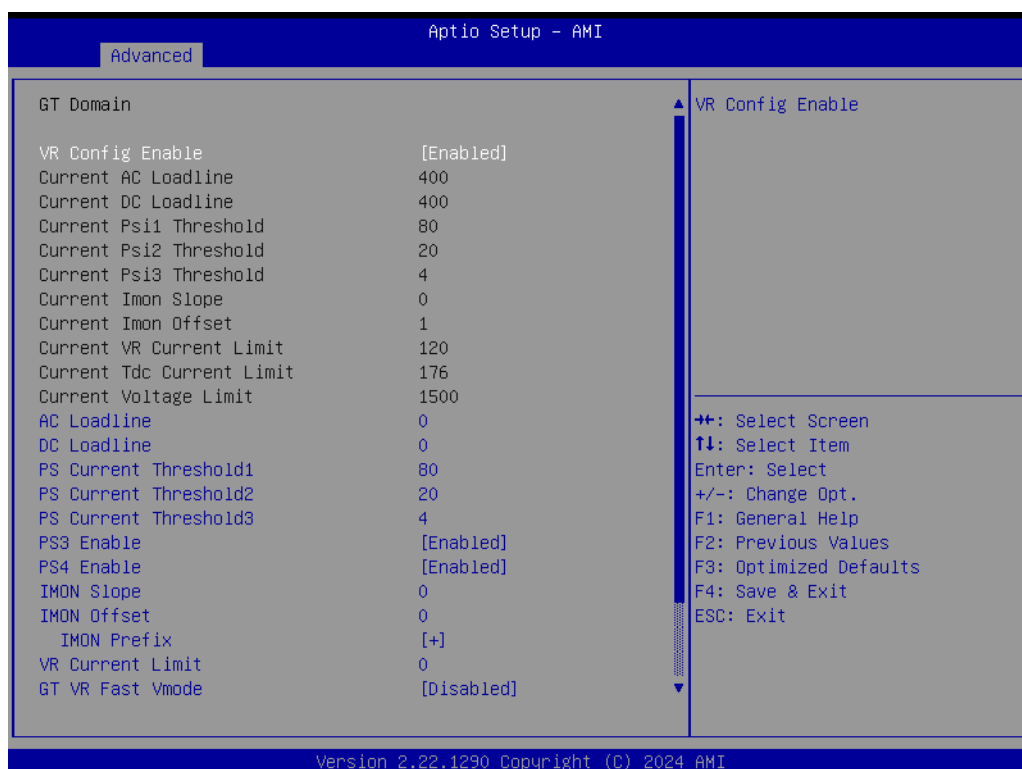 Aptio Setup – AMI
Advanced
GT Domain
VR Config Enable [Enabled]
Current AC Loadline 400
Current DC Loadline 400
Current Psi1 Threshold 80
Current Psi2 Threshold 20
Current Psi3 Threshold 4
Current Imon Slope 0
Current Imon Offset 1
Current VR Current Limit 120
Current Tdc Current Limit 176
Current Voltage Limit 1500
AC Loadline 0
DC Loadline 0
PS Current Threshold1 80
PS Current Threshold2 20
PS Current Threshold3 4
PS3 Enable [Enabled]
PS4 Enable [Enabled]
IMON Slope 0
IMON Offset 0
IMON Prefix [+]
VR Current Limit 0
GT VR Fast Vmode [Disabled]
VR Config Enable
→←: Select Screen
↑↓: Select Item
Enter: Select
+/-: Change Opt.
F1: General Help
F2: Previous Values
F3: Optimized Defaults
F4: Save & Exit
ESC: Exit
Version 2.22.1290 Copyright (C) 2024 AMI